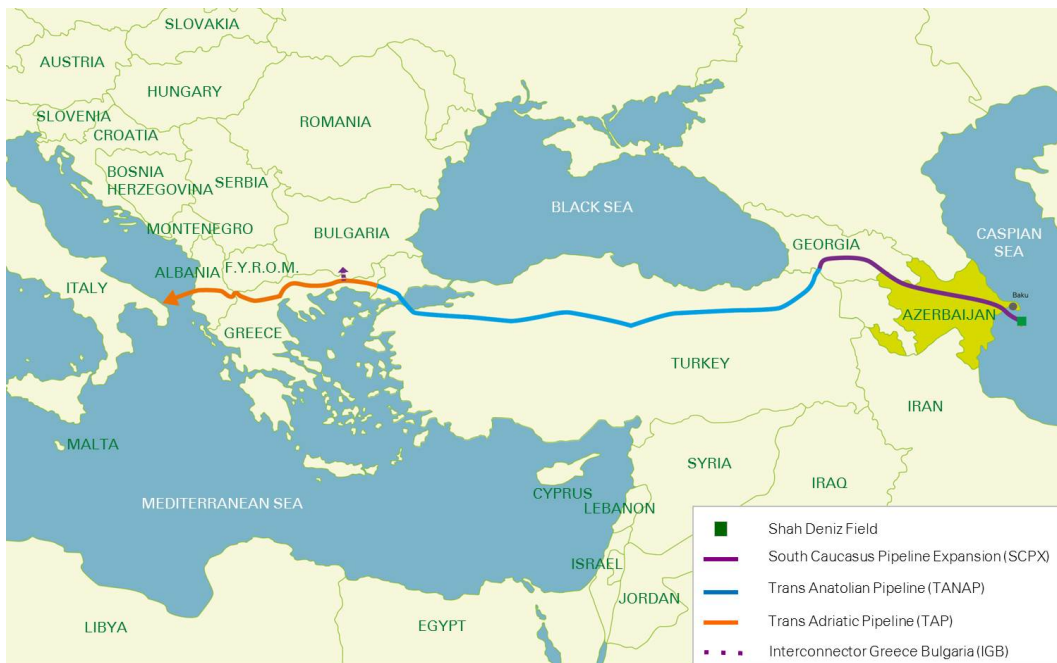 SLOVAKIA
AUSTRIA
HUNGARY
SLOVENIA
CROATIA
ROMANIA
BOSNIA
HERZEGOVINA
SERBIA
BLACK SEA
MONTENEGRO
BULGARIA
GEORGIA
CASPIAN
SEA
ALBANIA
F.Y.R.O.M.
ITALY
Baku
AZERBAIJAN
GREECE
TURKEY
IRAN
MALTA
SYRIA
IRAQ
CYPRUS
MEDITERRANEAN SEA
LEBANON
ISRAEL
JORDAN
LIBYA
EGYPT
Shah Deniz Field
South Caucasus Pipeline Expansion (SCPX)
Trans Anatolian Pipeline (TANAP)
Trans Adriatic Pipeline (TAP)
Interconnector Greece Bulgaria (IGB)